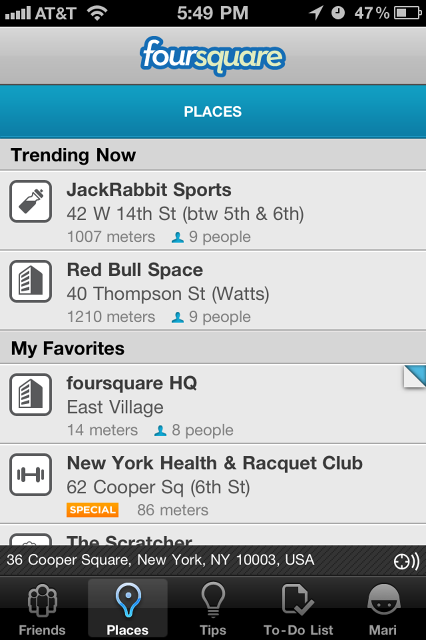 AT&T 5:49 PM 47%
foursquare
PLACES
Trending Now
JackRabbit Sports
42 W 14th St (btw 5th & 6th)
1007 meters 9 people
Red Bull Space
40 Thompson St (Watts)
1210 meters 9 people
My Favorites
foursquare HQ
East Village
14 meters 8 people
New York Health & Racquet Club
62 Cooper Sq (6th St)
SPECIAL 86 meters
The Scratcher
36 Cooper Square, New York, NY 10003, USA
Friends Places Tips To-Do List Mari